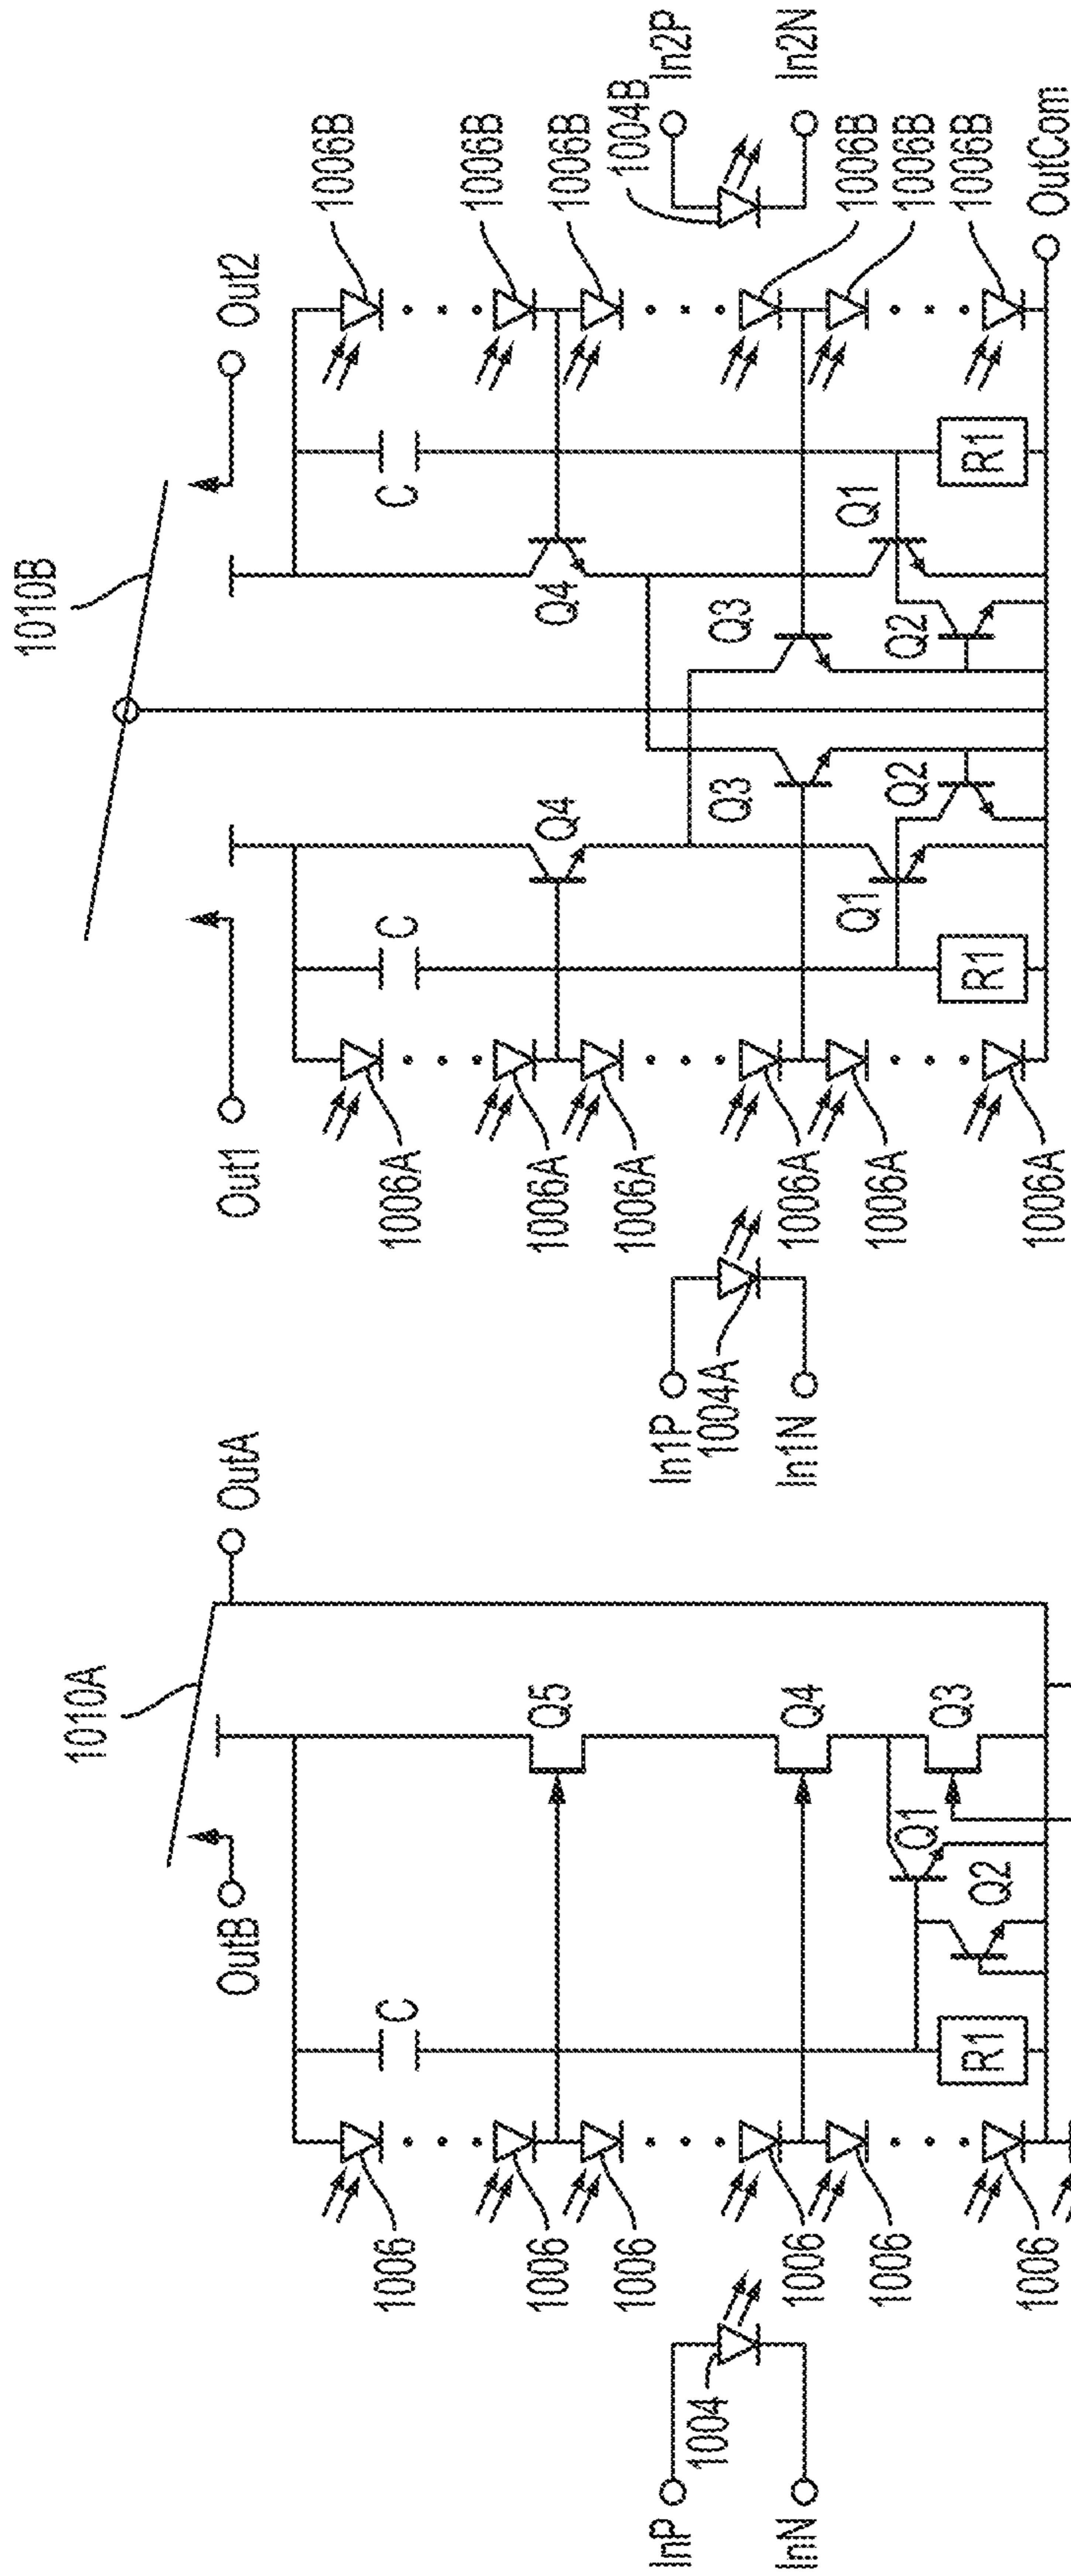 1010A
OutB
OutA
C
Q5
Q4
Q1
Q3
Q2
R1
1006
1006
1006
1006
1006
1006
InP
1004
InN
1010B
Out1
Out2
C
C
Q4
Q4
Q3
Q3
Q1
Q1
Q2
Q2
R1
R1
1006A
1006A
1006A
1006A
1006A
1006A
In1P
1004A
In1N
1006B
1006B
1006B
1006B
1006B
1006B
1004B
In2P
In2N
OutCom